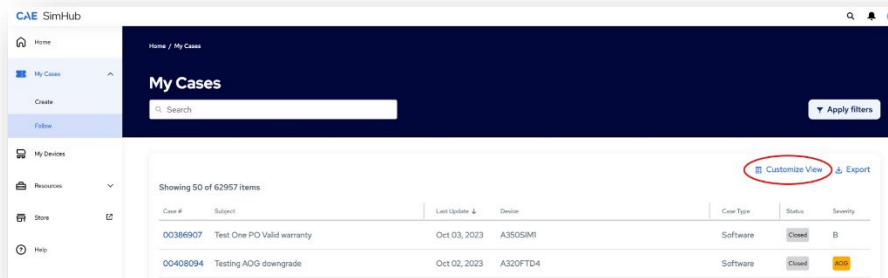 CAE SimHub
Home
Home / My Cases
My Cases
My Cases
Create
Search
Apply filters
Follow
My Devices
Customize View
Export
Resources
Showing 50 of 62957 items
Case # Subject Last Update Device Case Type Status Severity
Store
00386907 Test One PO Valid warranty Oct 03, 2023 A350SIM1 Software Closed B
Help
00408094 Testing AOG downgrade Oct 02, 2023 A320FTD4 Software Closed AOG